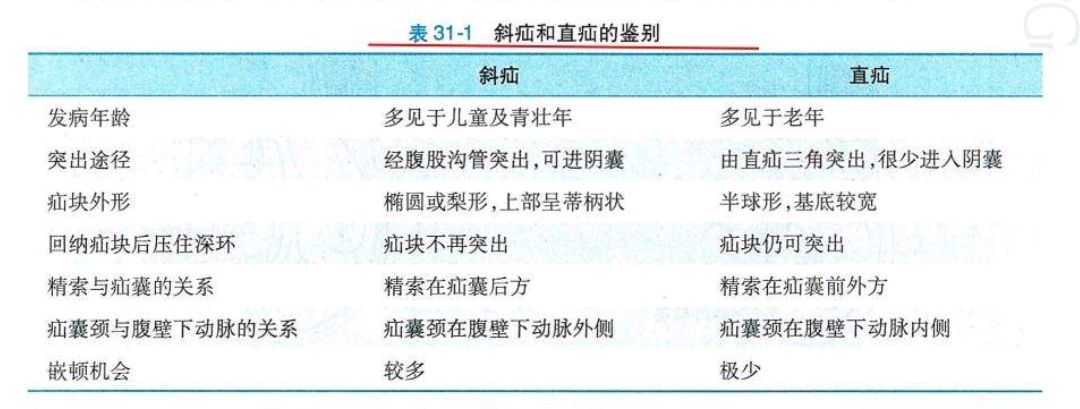 表 31-1 斜疝和直疝的鉴别
斜疝 直疝
发病年龄 多见于儿童及青壮年 多见于老年
突出途径 经腹股沟管突出,可进阴囊 由直疝三角突出,很少进入阴囊
疝块外形 椭圆或梨形,上部呈蒂柄状 半球形,基底较宽
回纳疝块后压住深环 疝块不再突出 疝块仍可突出
精索与疝囊的关系 精索在疝囊后方 精索在疝囊前外方
疝囊颈与腹壁下动脉的关系 疝囊颈在腹壁下动脉外侧 疝囊颈在腹壁下动脉内侧
嵌顿机会 较多 极少